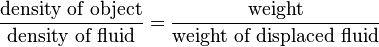 density of object / density of fluid = weight / weight of displaced fluid